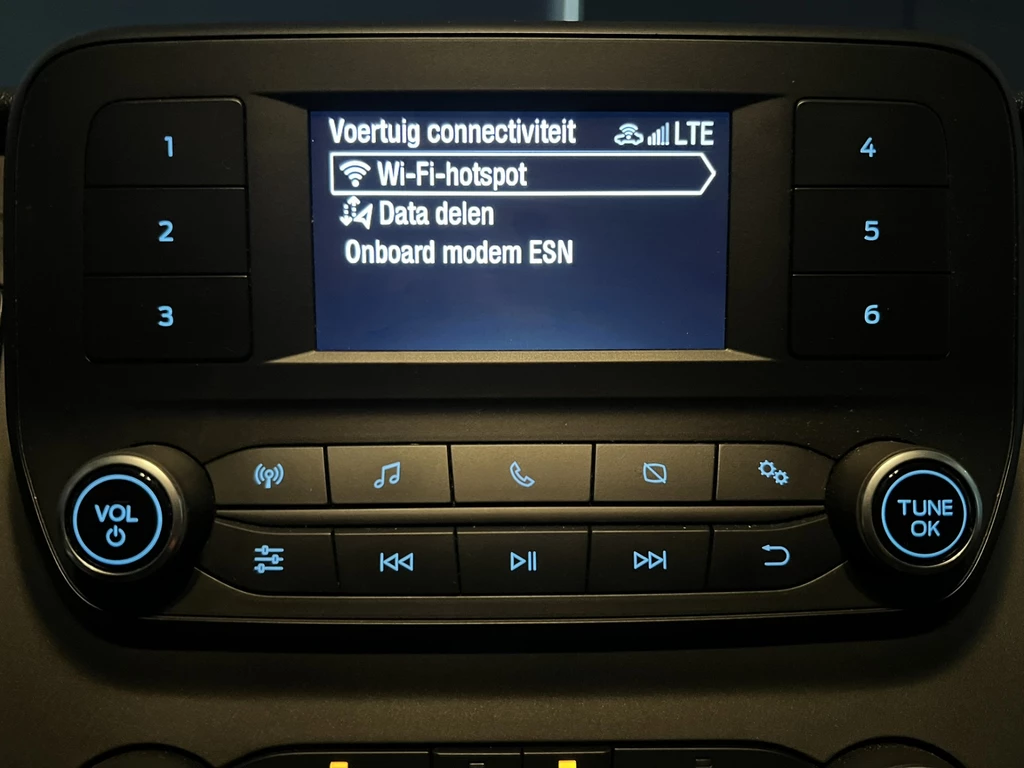 Voertuig connectiviteit LTE
Wi-Fi-hotspot
Data delen
Onboard modem ESN
1
2
3
4
5
6
VOL
TUNE
OK